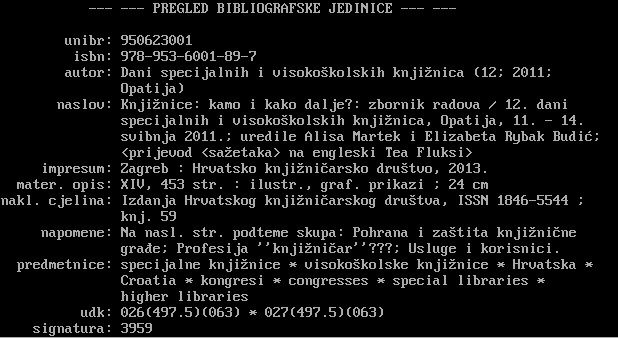 --- --- PREGLED BIBLIOGRAFSKE JEDINICE --- ---
unibr: 950623001
isbn: 978-953-6001-89-7
autor: Dani specijalnih i visokoškolskih knjižnica (12; 2011;
Opatija)
naslov: Knjižnice: kamo i kako dalje?: zbornik radova / 12. dani
specijalnih i visokoškolskih knjižnica, Opatija, 11. - 14.
svibnja 2011.; uredile Alisa Martek i Elizabeta Rybak Budić;
<prijevod <sažetaka> na engleski Tea Fluksi>
impresum: Zagreb : Hrvatsko knjižničarsko društvo, 2013.
mater. opis: XIV, 453 str. : ilustr., graf. prikazi ; 24 cm
nakl. cjelina: Izdanja Hrvatskog knjižničarskog društva, ISSN 1846-5544 ;
knj. 59
napomene: Na nasl. str. podteme skupa: Pohrana i zaštita knjižnične
građe; Profesija ''knjižničar''???; Usluge i korisnici.
predmetnice: specijalne knjižnice * visokoškolske knjižnice * Hrvatska *
Croatia * kongresi * congresses * special libraries *
higher libraries
udk: 026(497.5)(063) * 027(497.5)(063)
signatura: 3959